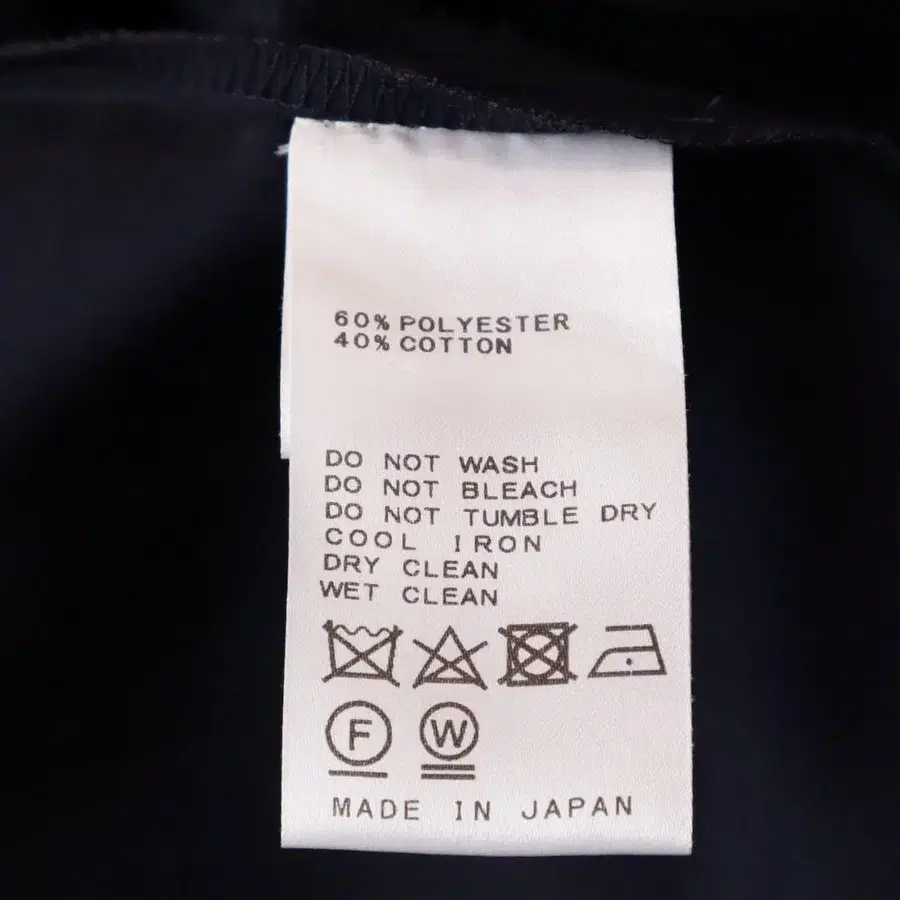 60% POLYESTER
40% COTTON
DO NOT WASH
DO NOT BLEACH
DO NOT TUMBLE DRY
COOL IRON
DRY CLEAN
WET CLEAN
F W
MADE IN JAPAN